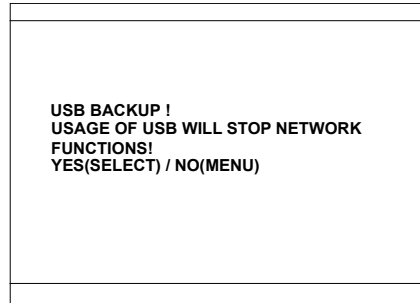 USB BACKUP !
USAGE OF USB WILL STOP NETWORK
FUNCTIONS!
YES(SELECT) / NO(MENU)